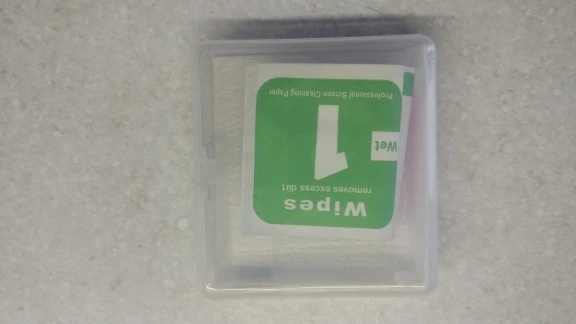 Wipes
removes excess dirt
1
Wet
Professional Screen Cleaning Paper